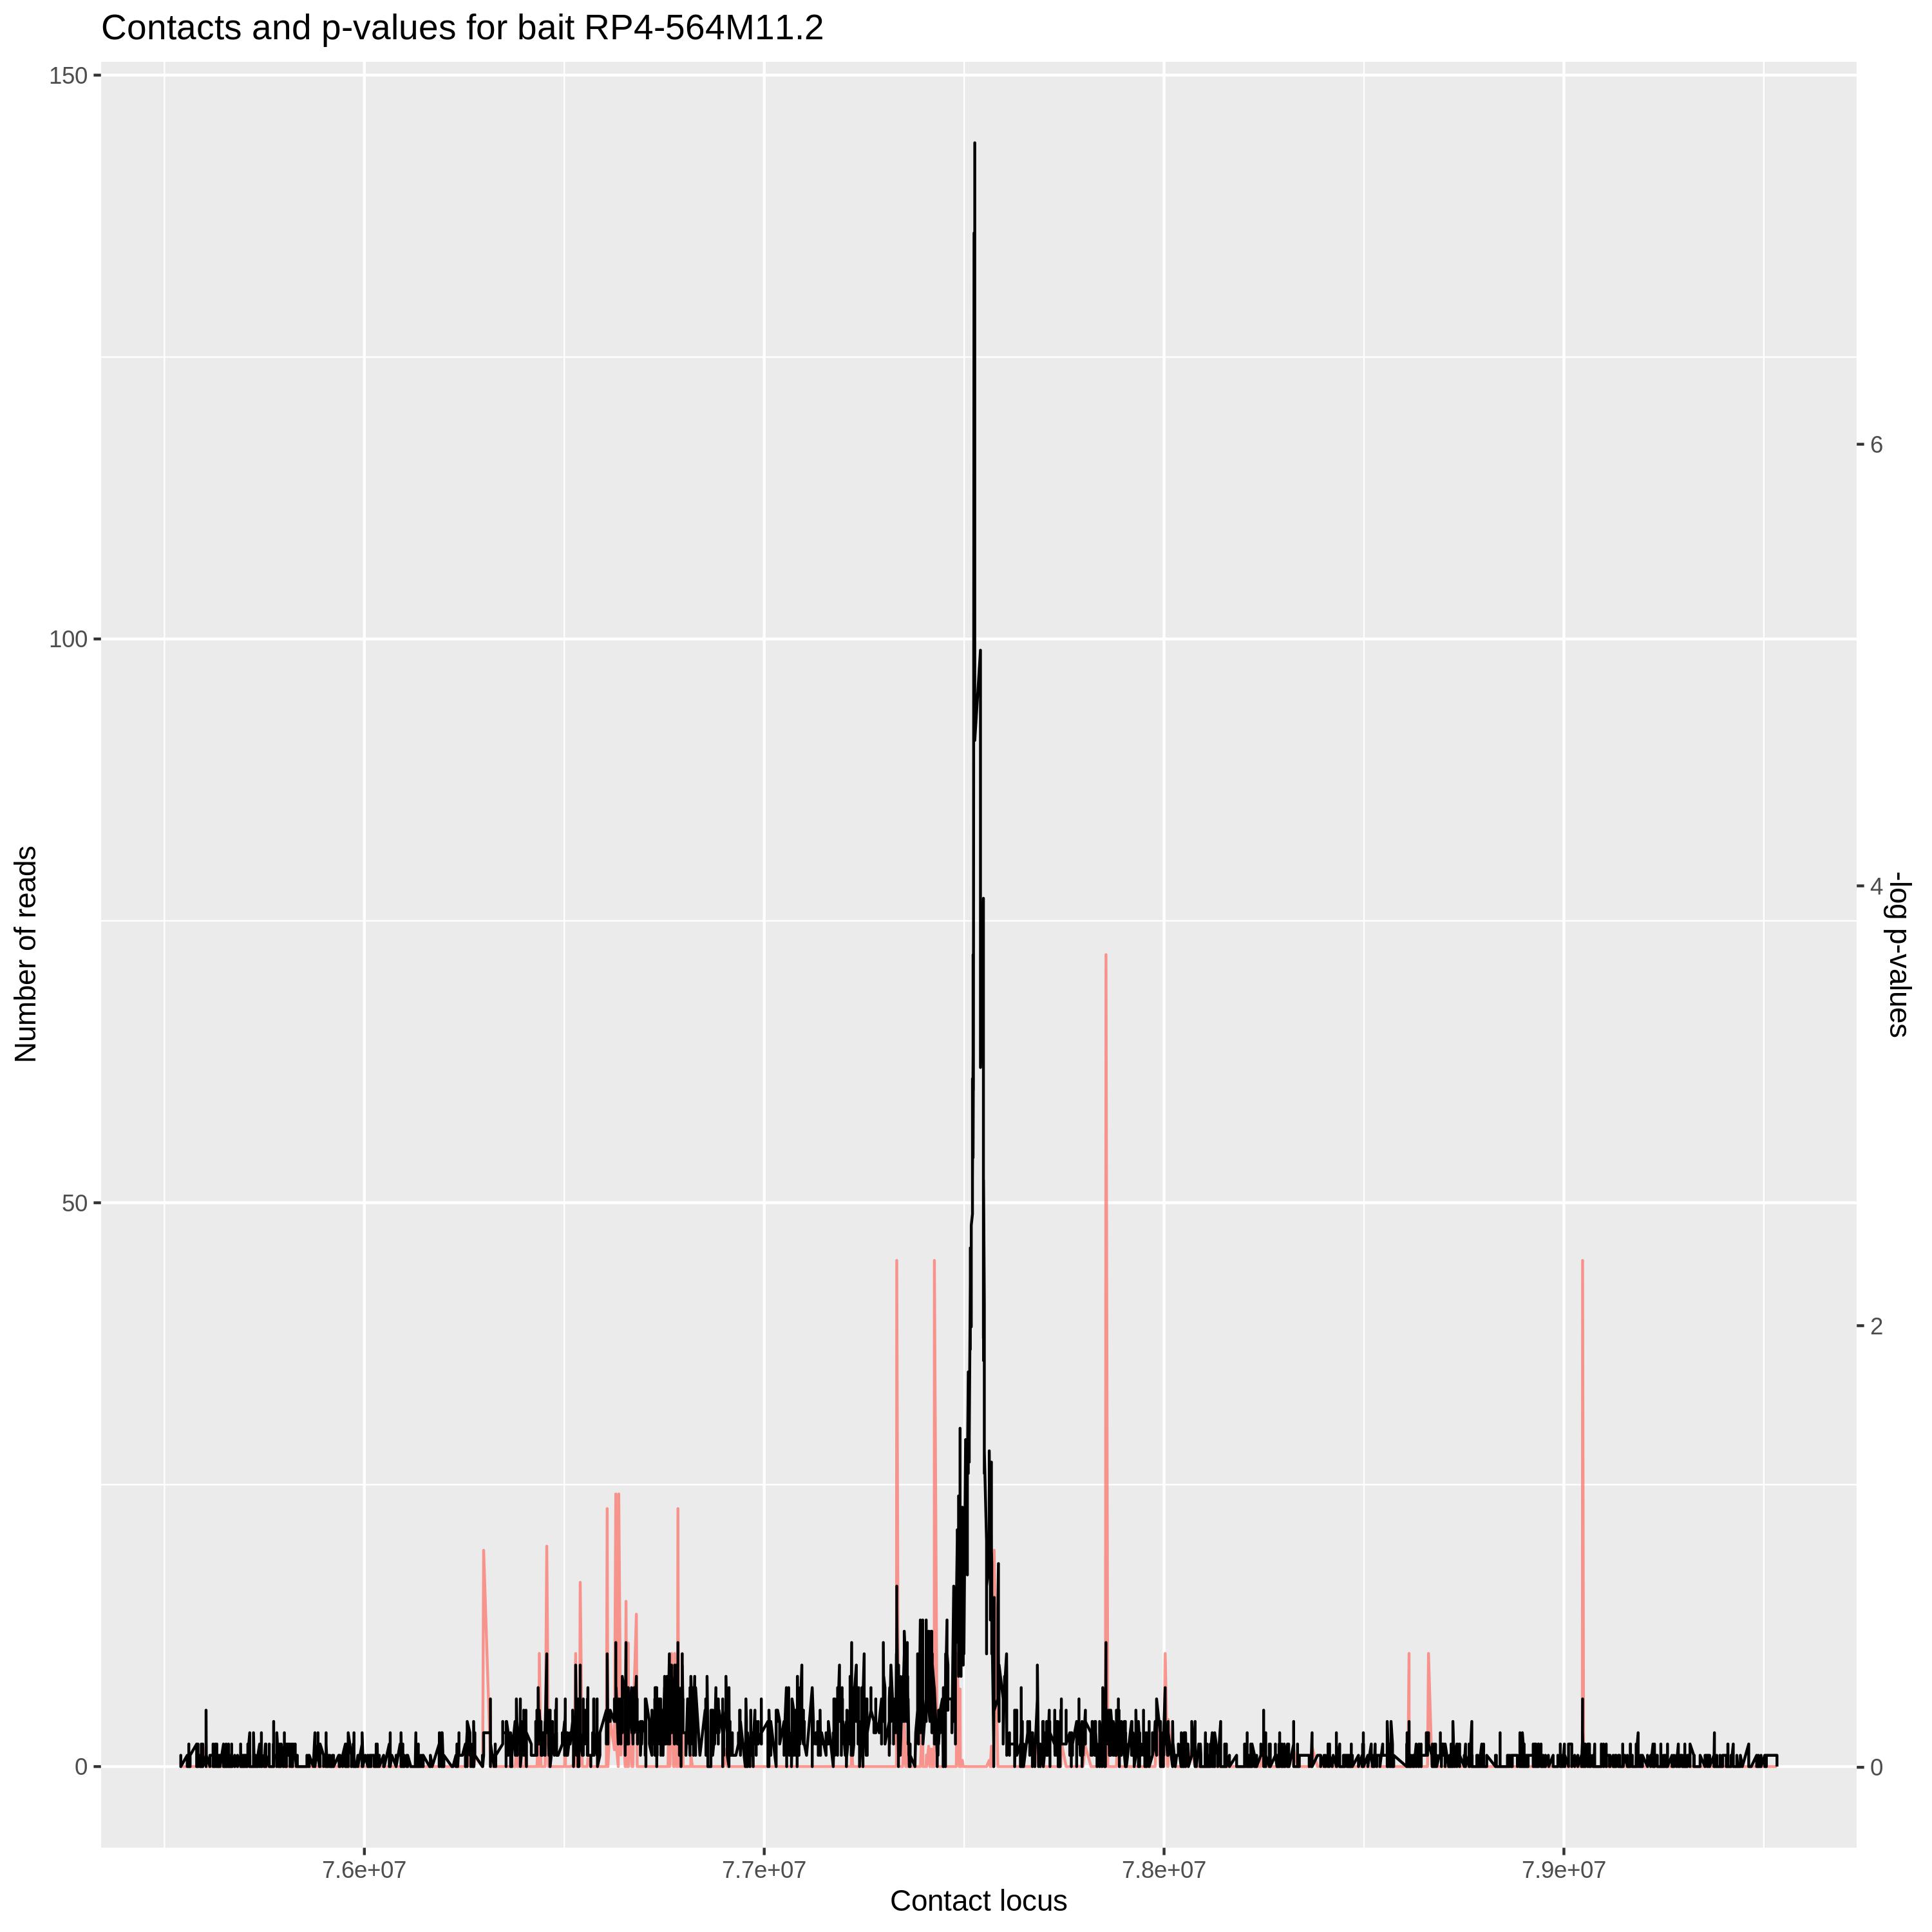 Contacts and p-values for bait RP4-564M11.2
150
100
50
0
Number of reads
6
4
2
0
-log p-values
7.6e+07
7.7e+07
7.8e+07
7.9e+07
Contact locus